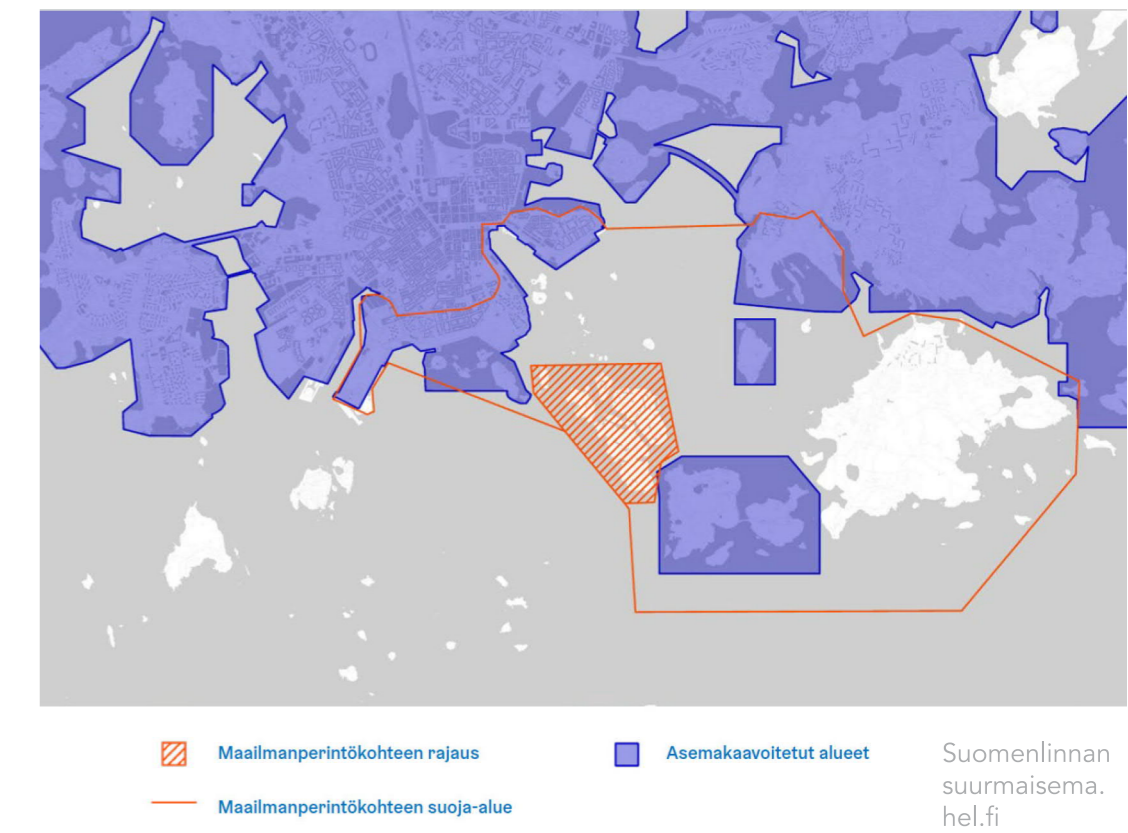 Maailmanperintökohteen rajaus
Maailmanperintökohteen suoja-alue
Asemakaavoitetut alueet
Suomenlinnan
suurmaisema.
hel.fi